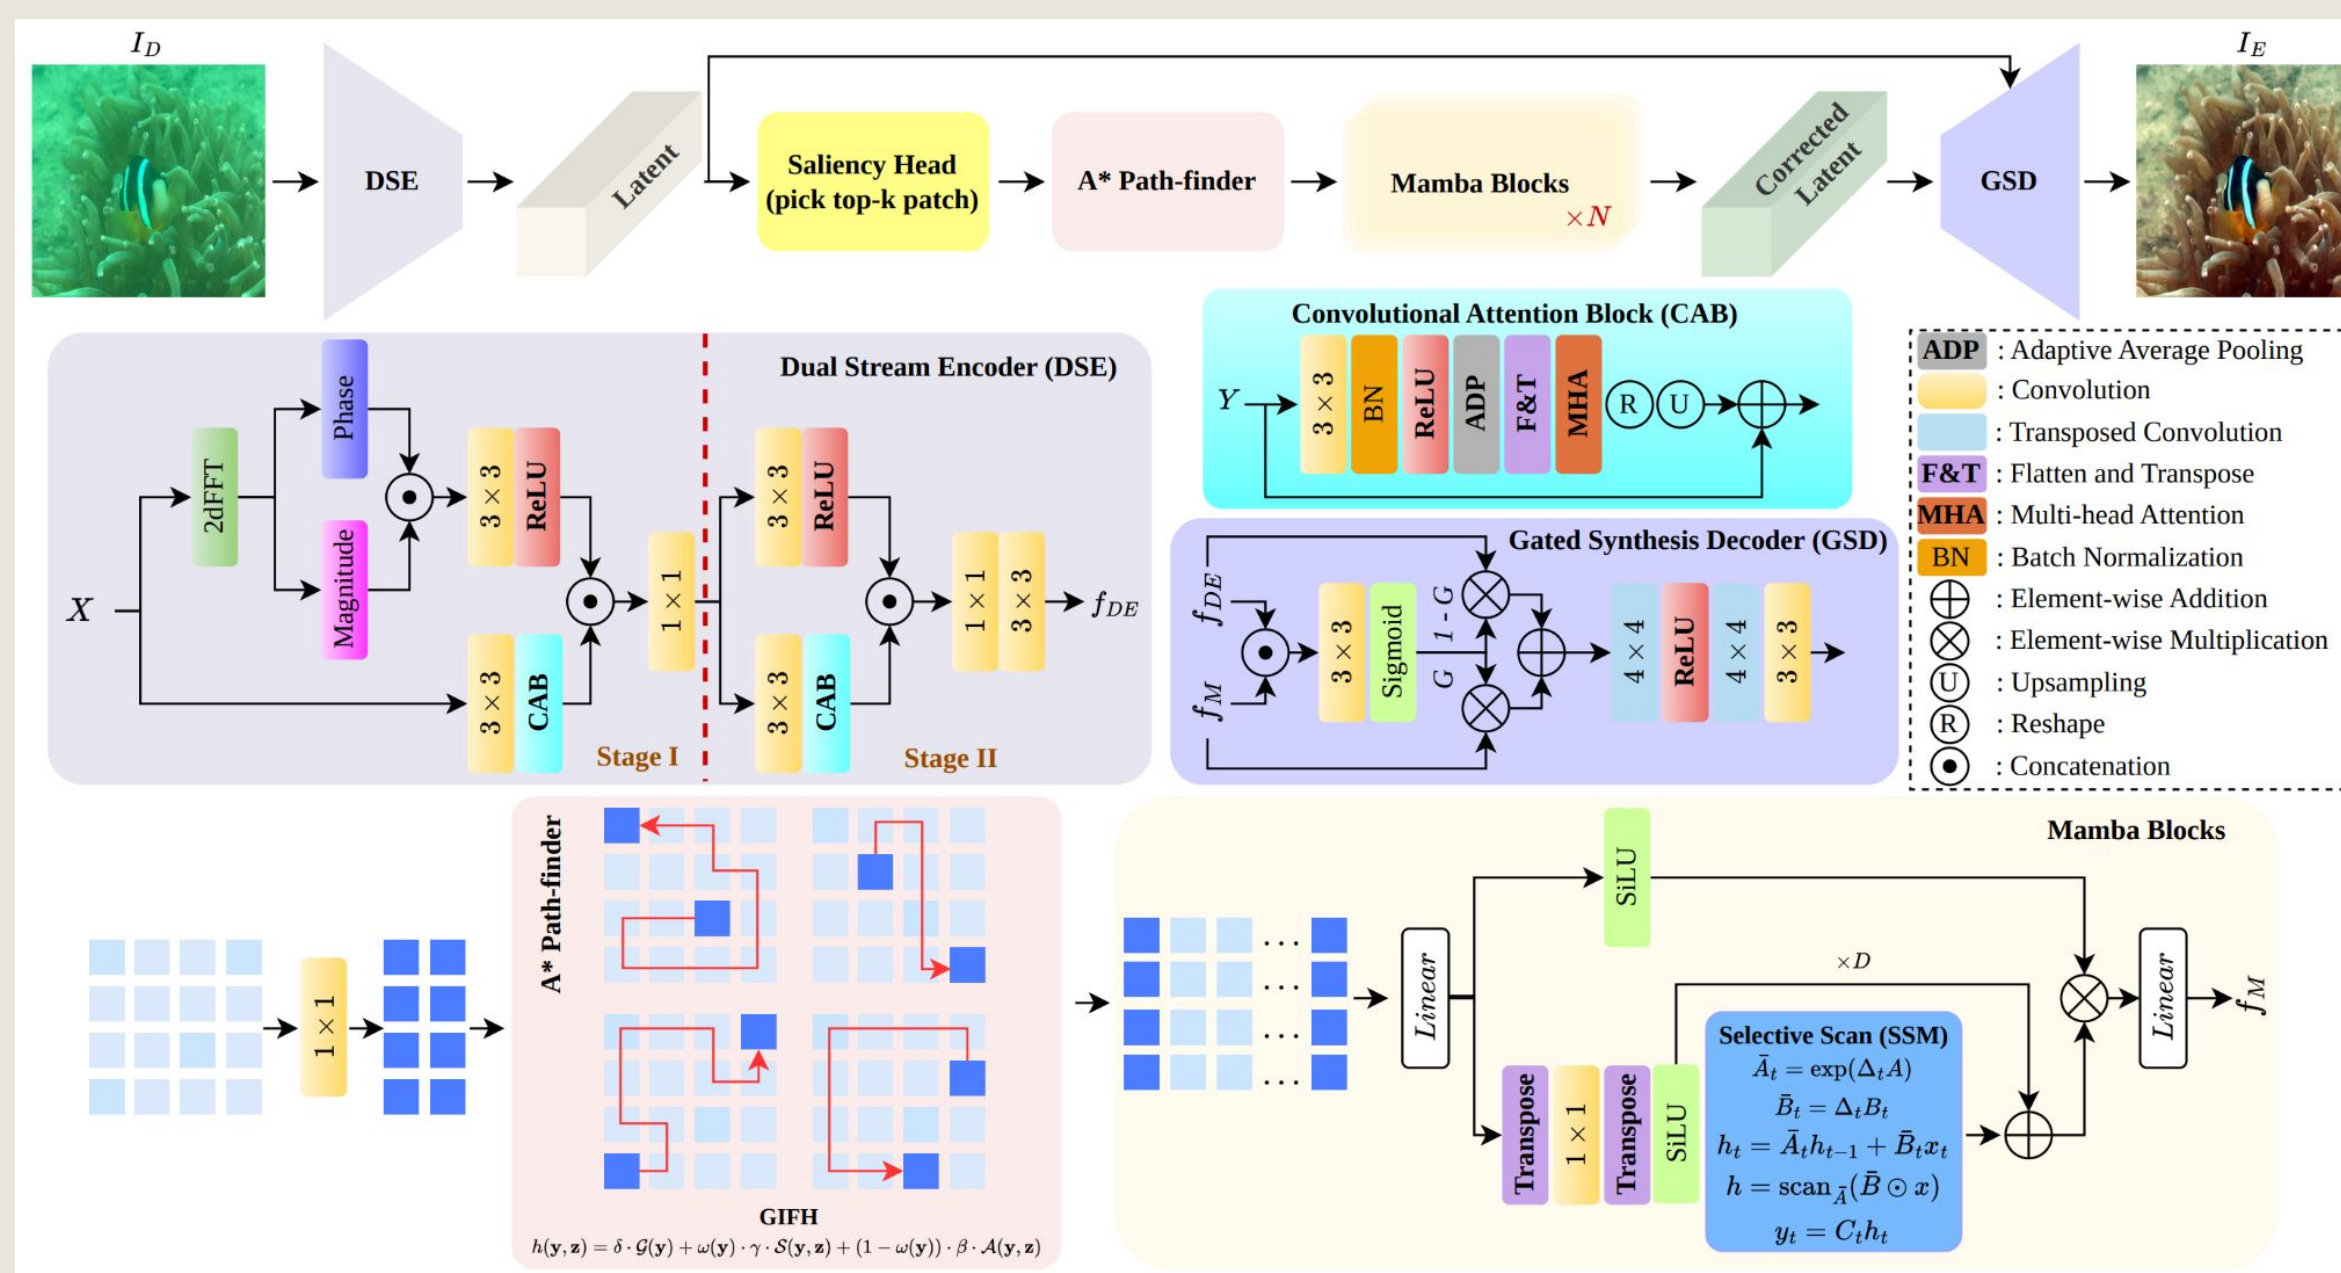 I_D
I_E
DSE
Latent
Saliency Head
(pick top-k patch)
A* Path-finder
Mamba Blocks
×N
Corrected
Latent
GSD
Dual Stream Encoder (DSE)
X
2dFFT
Phase
Magnitude
3 × 3
ReLU
3 × 3
CAB
1 × 1
Stage I
3 × 3
ReLU
3 × 3
CAB
1 × 1
3 × 3
f_{DE}
Stage II
Convolutional Attention Block (CAB)
Y
3 × 3
BN
ReLU
ADP
F&T
MHA
R
U
Gated Synthesis Decoder (GSD)
f_{DE}
f_M
3 × 3
Sigmoid
1 - G
G
4 × 4
ReLU
4 × 4
3 × 3
ADP : Adaptive Average Pooling
: Convolution
: Transposed Convolution
F&T : Flatten and Transpose
MHA : Multi-head Attention
BN : Batch Normalization
⊕ : Element-wise Addition
⊗ : Element-wise Multiplication
U : Upsampling
R : Reshape
⊙ : Concatenation
1 × 1
A* Path-finder
GIFH
h(y, z) = δ · G(y) + ω(y) · γ · S(y, z) + (1 − ω(y)) · β · A(y, z)
Mamba Blocks
...
...
...
...
Linear
SiLU
×D
Transpose
1 × 1
Transpose
SiLU
Selective Scan (SSM)
Ā_t = exp(Δ_t A)
B̄_t = Δ_t B_t
h_t = Ā_t h_{t−1} + B̄_t x_t
h = scan_Ā(B̄ ⊙ x)
y_t = C_t h_t
Linear
f_M